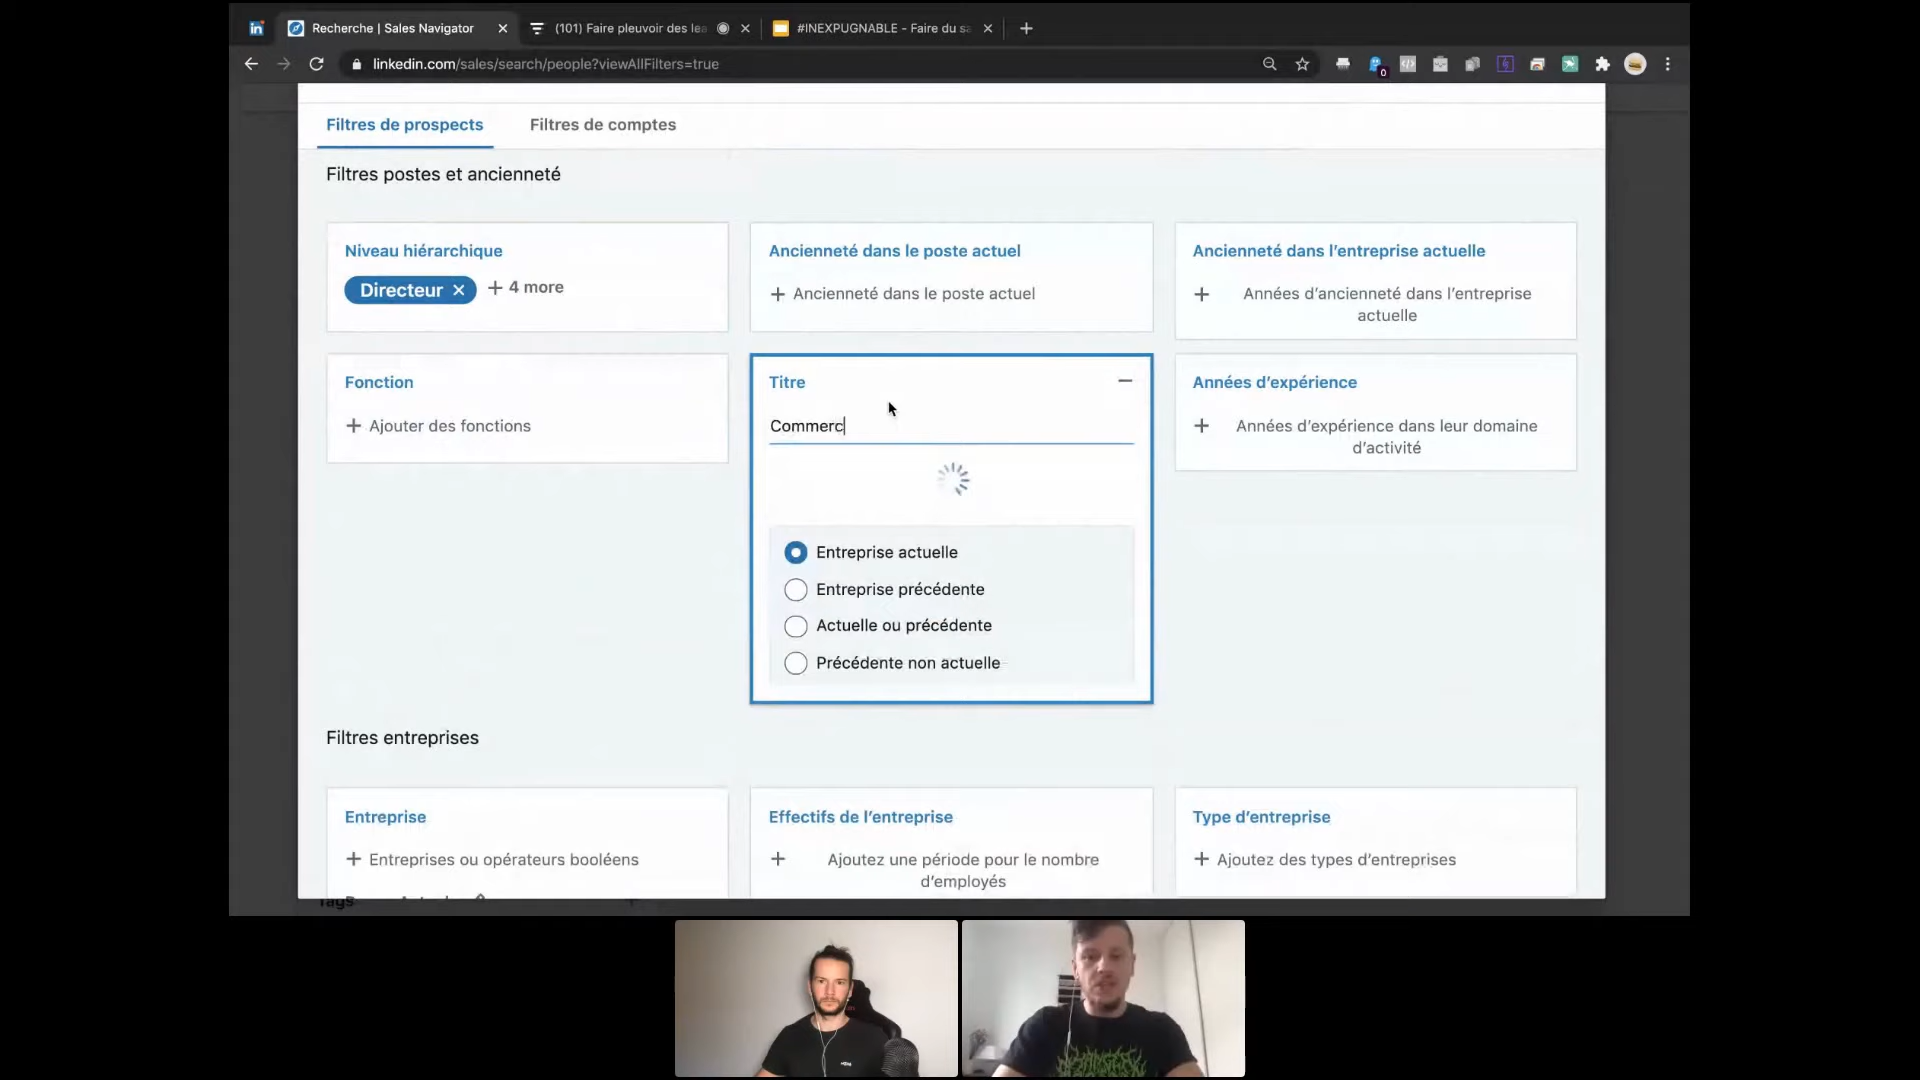 Recherche | Sales Navigator
(101) Faire pleuvoir des lea
#INEXPUGNABLE - Faire du sa
linkedin.com/sales/search/people?viewAllFilters=true
0
Filtres de prospects
Filtres de comptes
Filtres postes et ancienneté
Niveau hiérarchique
Directeur ×
+ 4 more
Ancienneté dans le poste actuel
+ Ancienneté dans le poste actuel
Ancienneté dans l’entreprise actuelle
+ Années d’ancienneté dans l’entreprise
actuelle
Fonction
+ Ajouter des fonctions
Titre
Commerc
Entreprise actuelle
Entreprise précédente
Actuelle ou précédente
Précédente non actuelle
Années d’expérience
+ Années d’expérience dans leur domaine
d’activité
Filtres entreprises
Entreprise
+ Entreprises ou opérateurs booléens
Effectifs de l’entreprise
+ Ajoutez une période pour le nombre
d’employés
Type d’entreprise
+ Ajoutez des types d’entreprises
Tags